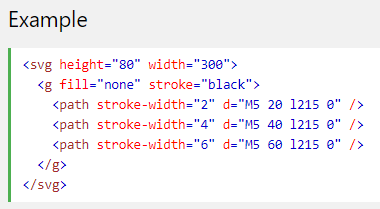 Example
<svg height="80" width="300">
  <g fill="none" stroke="black">
    <path stroke-width="2" d="M5 20 l215 0" />
    <path stroke-width="4" d="M5 40 l215 0" />
    <path stroke-width="6" d="M5 60 l215 0" />
  </g>
</svg>